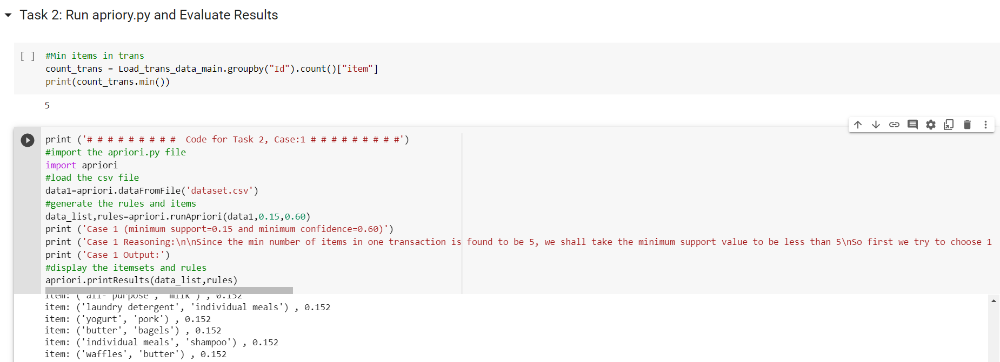 Task 2: Run apriory.py and Evaluate Results
[ ] #Min items in trans
count_trans = Load_trans_data_main.groupby("Id").count()["item"]
print(count_trans.min())
5
print ('# # # # # # # # #  Code for Task 2, Case:1 # # # # # # # # #')
#import the apriori.py file
import apriori
#load the csv file
data1=apriori.dataFromFile('dataset.csv')
#generate the rules and items
data_list,rules=apriori.runApriori(data1,0.15,0.60)
print ('Case 1 (minimum support=0.15 and minimum confidence=0.60)')
print ('Case 1 Reasoning:\n\nSince the min number of items in one transaction is found to be 5, we shall take the minimum support value to be less than 5\nSo first we try to choose 1
print ('Case 1 Output:')
#display the itemsets and rules
apriori.printResults(data_list,rules)
item: ('all- purpose', 'milk') , 0.152
item: ('laundry detergent', 'individual meals') , 0.152
item: ('yogurt', 'pork') , 0.152
item: ('butter', 'bagels') , 0.152
item: ('individual meals', 'shampoo') , 0.152
item: ('waffles', 'butter') , 0.152